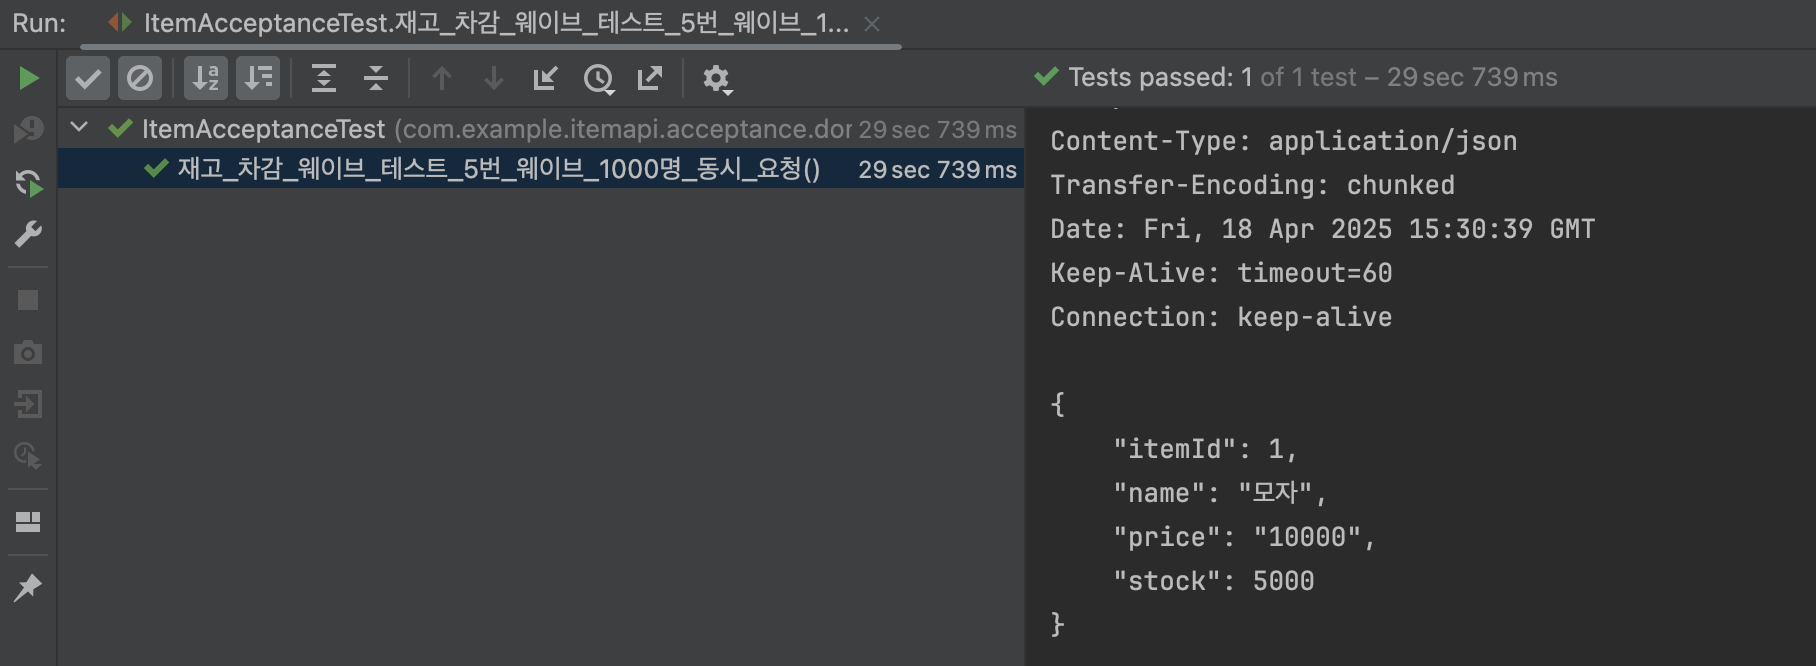 Run: ItemAcceptanceTest.재고_차감_웨이브_테스트_5번_웨이브_1...
Tests passed: 1 of 1 test – 29 sec 739 ms
ItemAcceptanceTest (com.example.itemapi.acceptance.dor 29 sec 739 ms
재고_차감_웨이브_테스트_5번_웨이브_1000명_동시_요청() 29 sec 739 ms
Content-Type: application/json
Transfer-Encoding: chunked
Date: Fri, 18 Apr 2025 15:30:39 GMT
Keep-Alive: timeout=60
Connection: keep-alive
{
"itemId": 1,
"name": "모자",
"price": "10000",
"stock": 5000
}